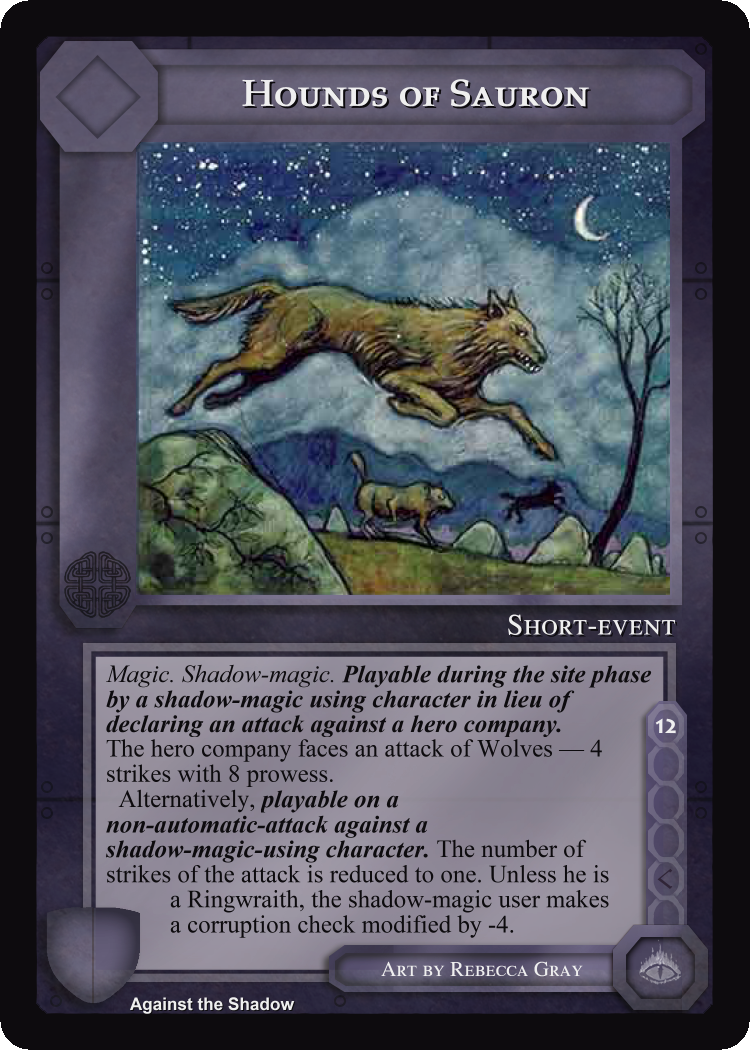 Hounds of Sauron
Short-event
Magic. Shadow-magic. Playable during the site phase
by a shadow-magic using character in lieu of
declaring an attack against a hero company.
The hero company faces an attack of Wolves — 4
strikes with 8 prowess.
Alternatively, playable on a
non-automatic-attack against a
shadow-magic-using character. The number of
strikes of the attack is reduced to one. Unless he is
a Ringwraith, the shadow-magic user makes
a corruption check modified by -4.
12
Art by Rebecca Gray
Against the Shadow